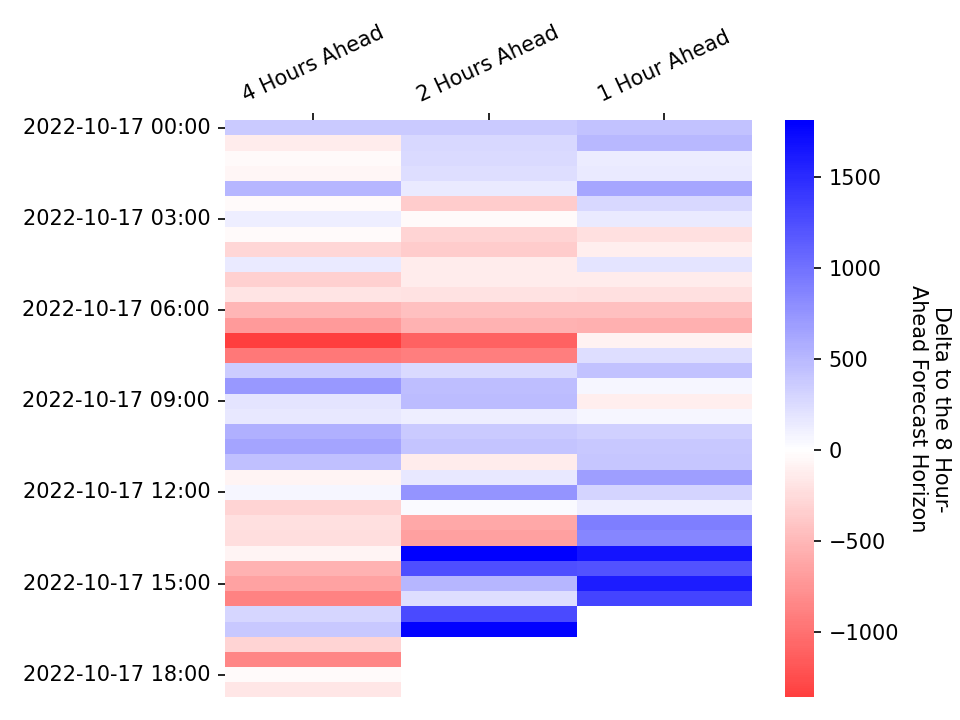 4 Hours Ahead
2 Hours Ahead
1 Hour Ahead
2022-10-17 00:00
2022-10-17 03:00
2022-10-17 06:00
2022-10-17 09:00
2022-10-17 12:00
2022-10-17 15:00
2022-10-17 18:00
1500
1000
500
0
−500
−1000
Delta to the 8 Hour-
Ahead Forecast Horizon